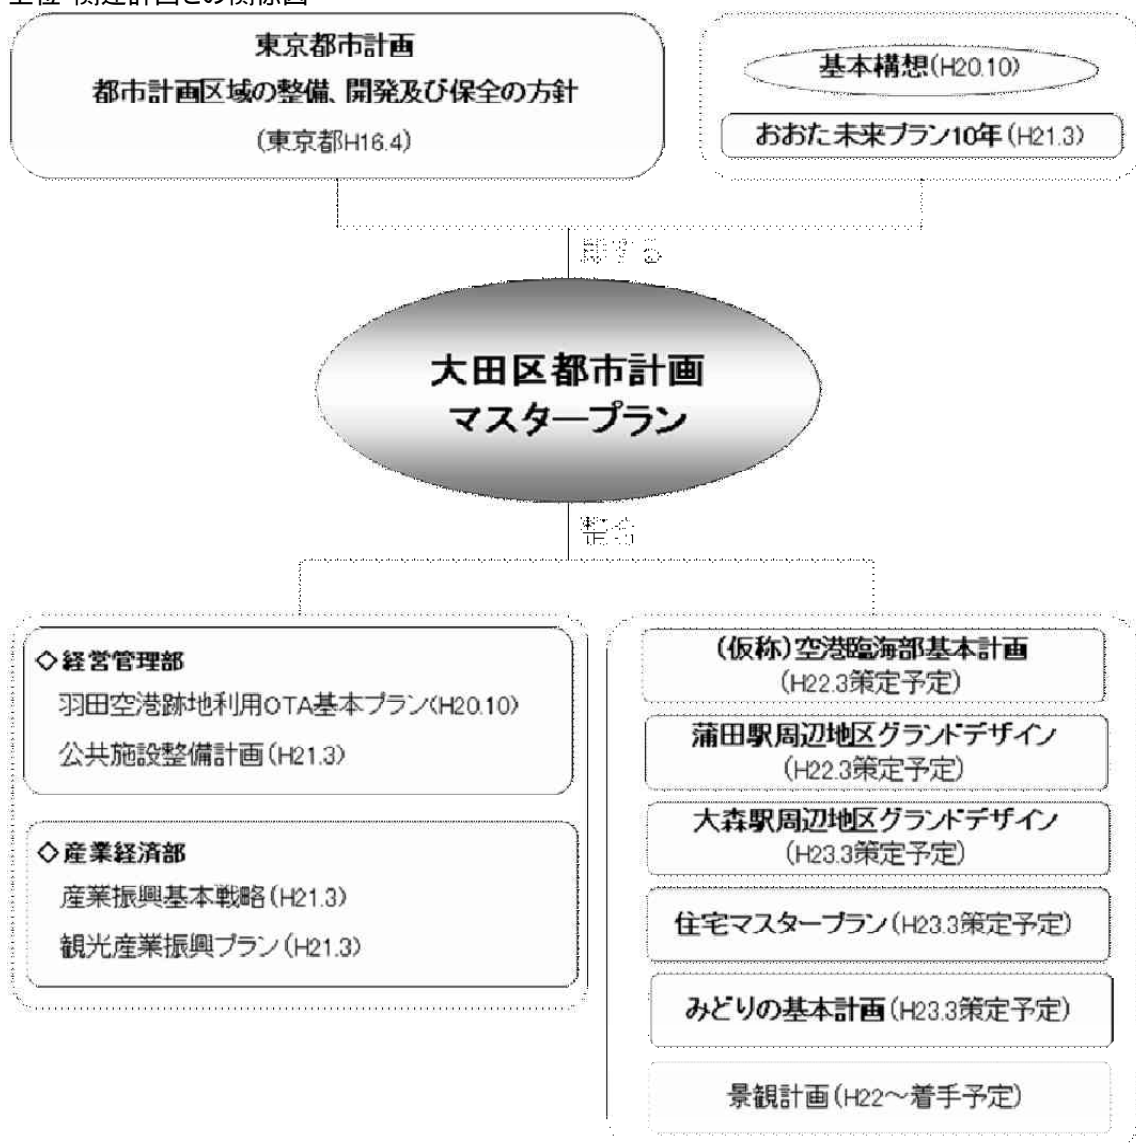 東京都市計画
都市計画区域の整備、開発及び保全の方針
(東京都H16.4)
基本構想(H20.10)
おおた未来プラン10年(H21.3)
即する
大田区都市計画
マスタープラン
整合
◇経営管理部
羽田空港跡地利用OTA基本プラン(H20.10)
公共施設整備計画(H21.3)
◇産業経済部
産業振興基本戦略(H21.3)
観光産業振興プラン(H21.3)
(仮称)空港臨海部基本計画
(H22.3策定予定)
蒲田駅周辺地区グランドデザイン
(H22.3策定予定)
大森駅周辺地区グランドデザイン
(H23.3策定予定)
住宅マスタープラン(H23.3策定予定)
みどりの基本計画(H23.3策定予定)
景観計画(H22～着手予定)